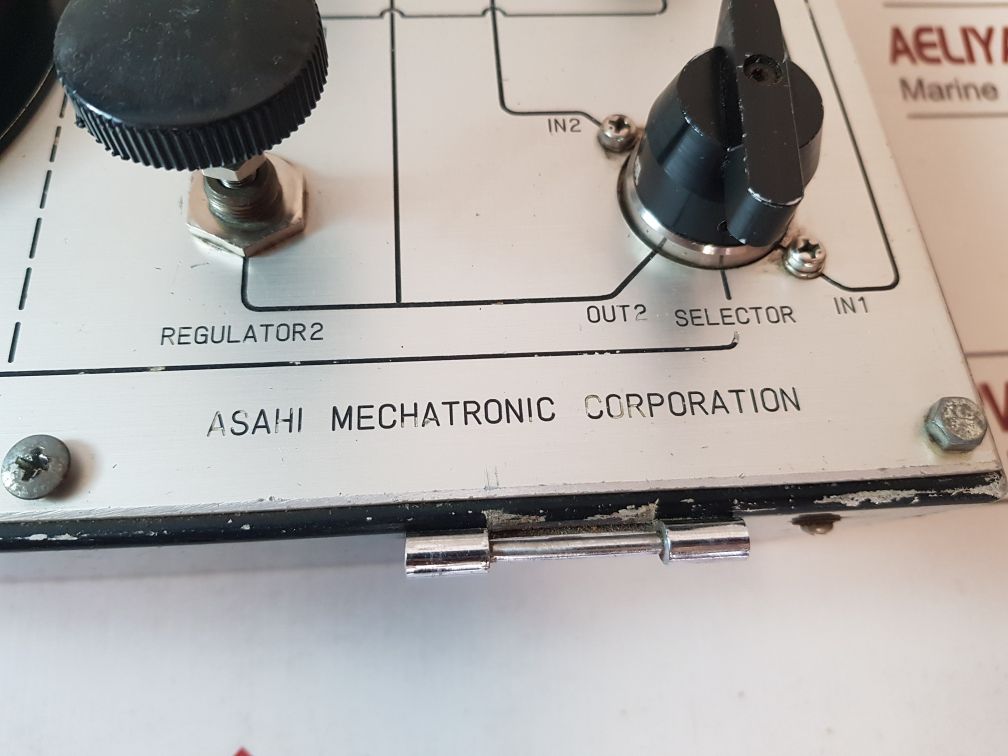 AELIYA
Marine
IN2
IN1
OUT2
SELECTOR
REGULATOR2
ASAHI MECHATRONIC CORPORATION